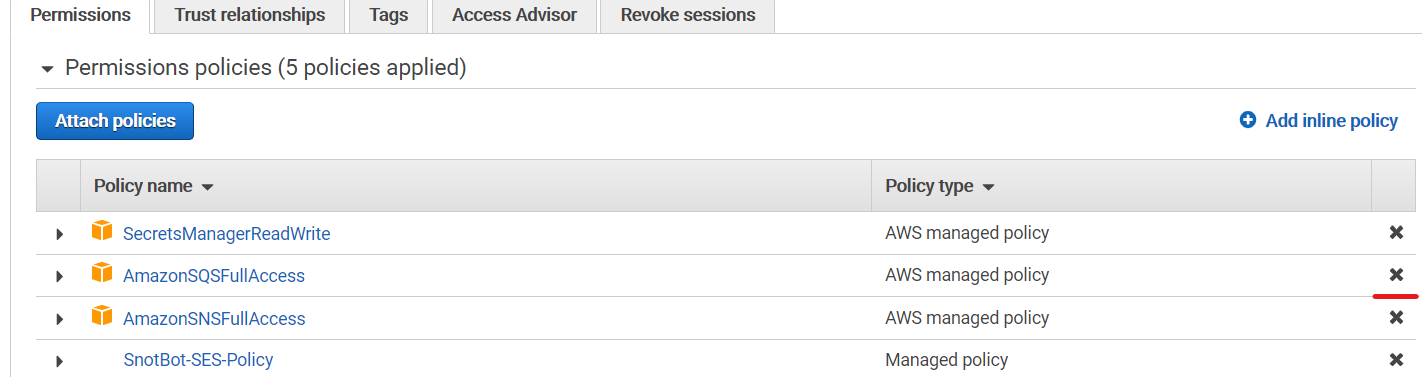 Permissions Trust relationships Tags Access Advisor Revoke sessions
Permissions policies (5 policies applied)
Attach policies Add inline policy
Policy name Policy type
SecretsManagerReadWrite AWS managed policy
AmazonSQSFullAccess AWS managed policy
AmazonSNSFullAccess AWS managed policy
SnotBot-SES-Policy Managed policy